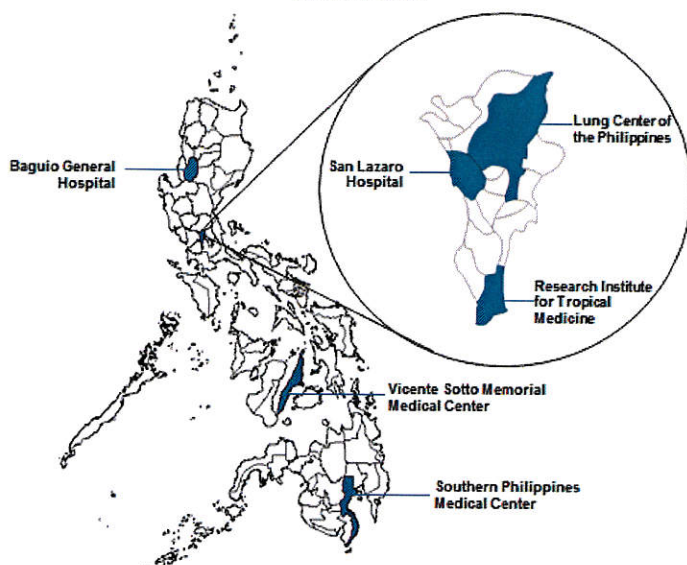 Baguio General
Hospital
Lung Center of
the Philippines
San Lazaro
Hospital
Research Institute
for Tropical
Medicine
Vicente Sotto Memorial
Medical Center
Southern Philippines
Medical Center